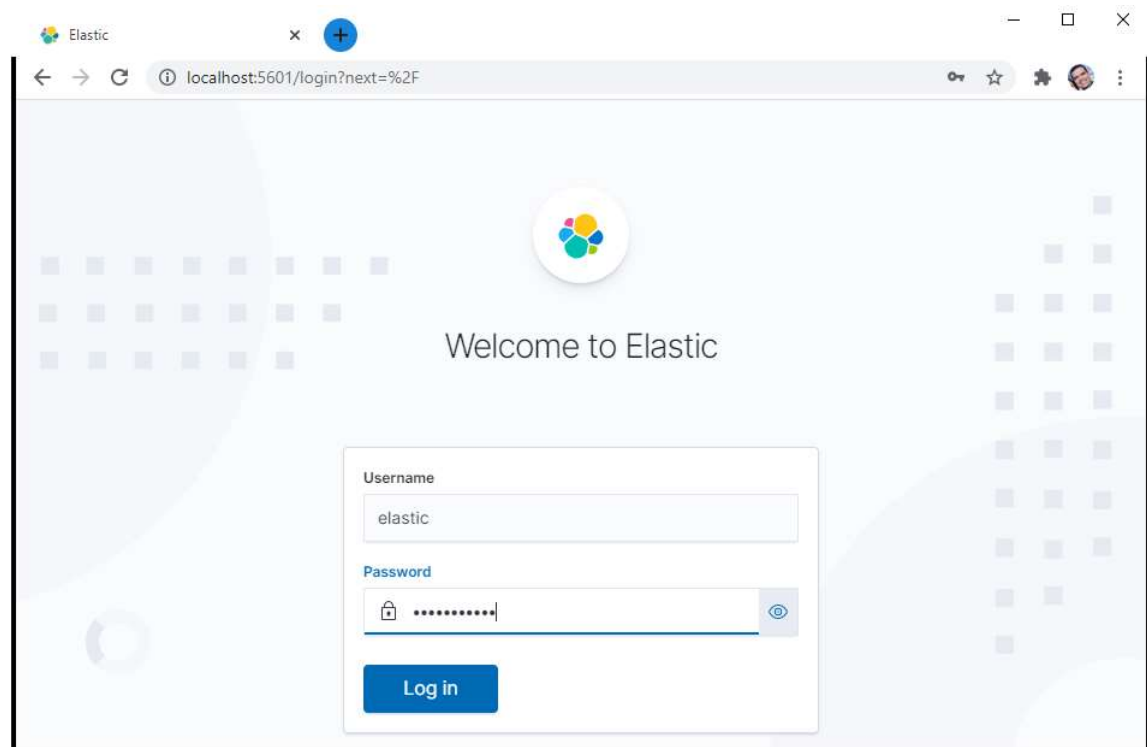 Elastic
localhost:5601/login?next=%2F
Welcome to Elastic
Username
elastic
Password
•••••••••••
Log in